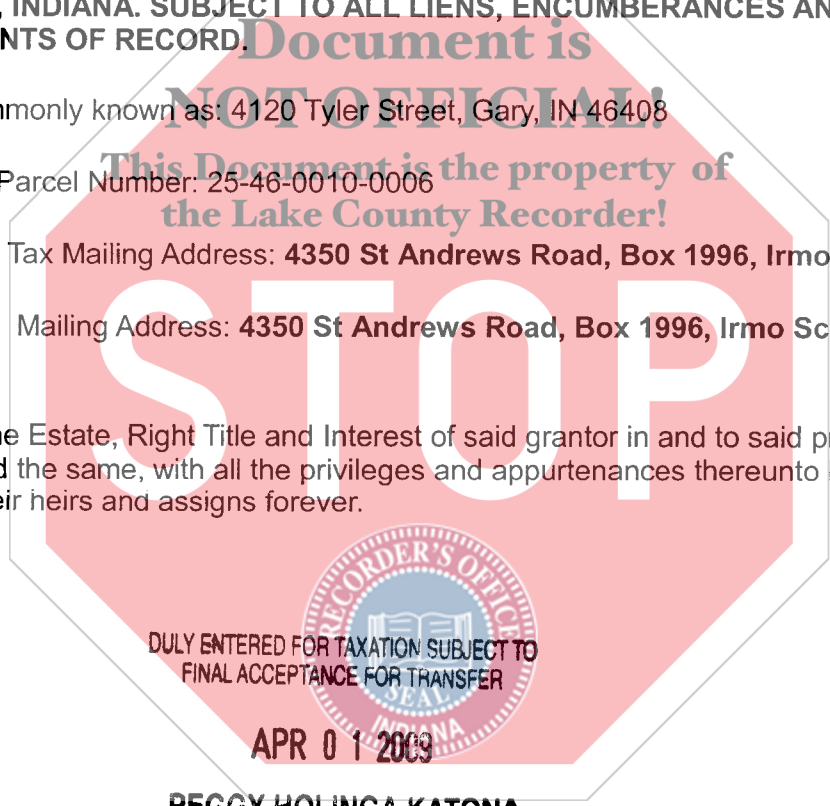 , INDIANA. SUBJECT TO ALL LIENS, ENCUMBERANCES AN
NTS OF RECORD.
Document is
NOT OFFICIAL!
mmonly known as: 4120 Tyler Street, Gary, IN 46408
This Document is the property of
Parcel Number: 25-46-0010-0006
the Lake County Recorder!
Tax Mailing Address: 4350 St Andrews Road, Box 1996, Irmo
STOP
Mailing Address: 4350 St Andrews Road, Box 1996, Irmo Sc
e Estate, Right Title and Interest of said grantor in and to said p
d the same, with all the privileges and appurtenances thereunto
eir heirs and assigns forever.
RECORDER'S OFFICE
SEAL
INDIANA
DULY ENTERED FOR TAXATION SUBJECT TO
FINAL ACCEPTANCE FOR TRANSFER
APR 0 1 2009
PEGGY HOLINGA KATONA